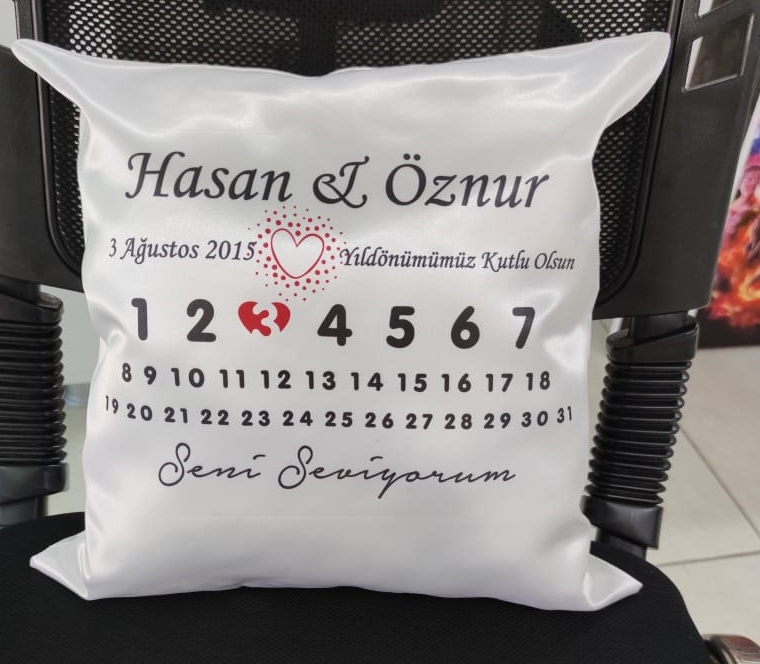 Hasan & Öznur
3 Ağustos 2015 Yıldönümümüz Kutlu Olsun
1 2 3 4 5 6 7
8 9 10 11 12 13 14 15 16 17 18
19 20 21 22 23 24 25 26 27 28 29 30 31
Seni Seviyorum